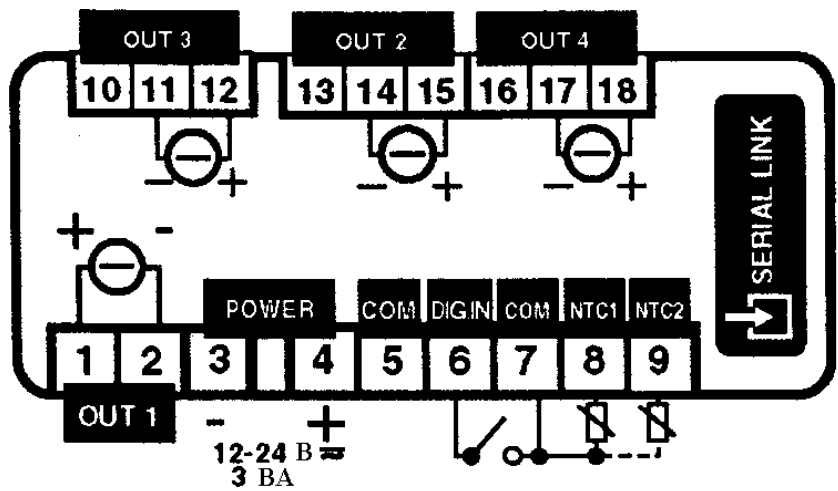 OUT 3 OUT 2 OUT 4
10 11 12 13 14 15 16 17 18
- + - + - +
SERIAL LINK
+ -
POWER COM DIG.IN COM NTC1 NTC2
1 2 3 4 5 6 7 8 9
OUT 1
- +
12-24 В ≂
3 ВА